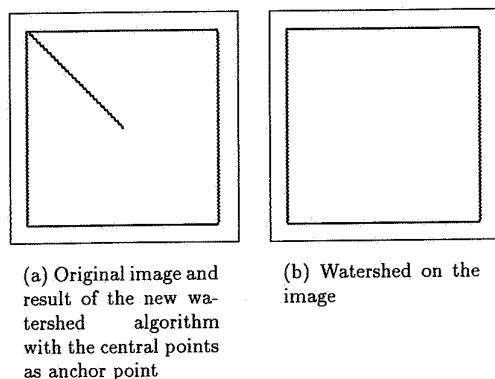 (a) Original image and
result of the new wa-
tershed algorithm
with the central points
as anchor point
(b) Watershed on the
image